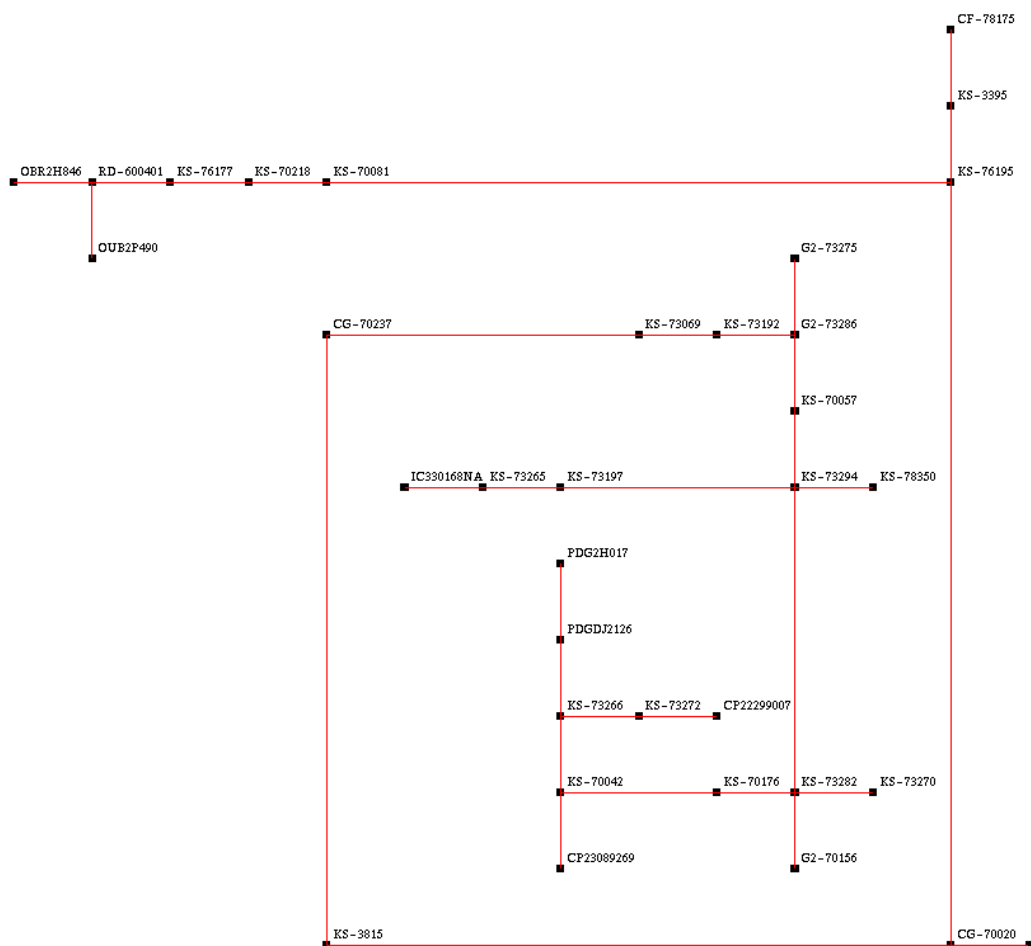 CF-78175
KS-3395
OBR2H846 RD-600401 KS-76177 KS-70218 KS-70081 KS-76195
OUB2P490 G2-73275
CG-70237 KS-73069 KS-73192 G2-73286
KS-70057
IC330168NA KS-73265 KS-73197 KS-73294 KS-78350
PDG2H017
PDGDJ2126
KS-73266 KS-73272 CP22299007
KS-70042 KS-70176 KS-73282 KS-73270
CP23089269 G2-70156
KS-3815 CG-70020